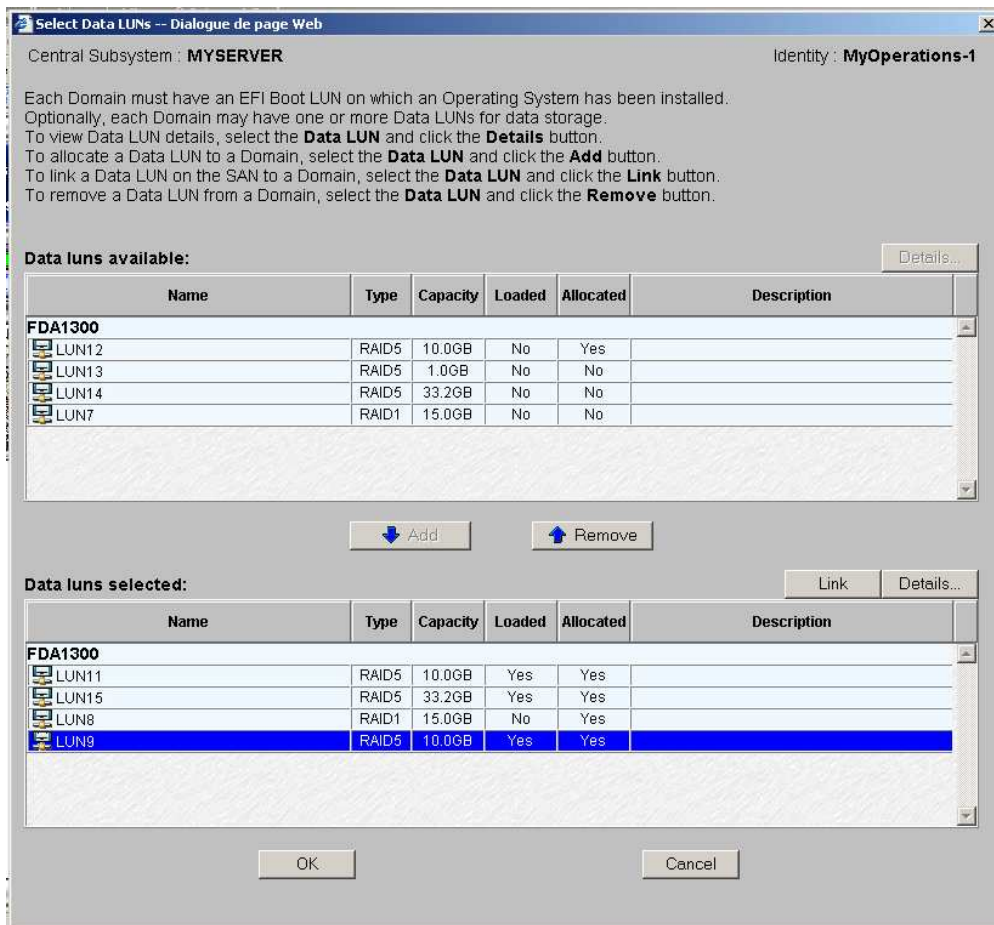 Select Data LUNs -- Dialogue de page Web
Central Subsystem : MYSERVER Identity : MyOperations-1
Each Domain must have an EFI Boot LUN on which an Operating System has been installed.
Optionally, each Domain may have one or more Data LUNs for data storage.
To view Data LUN details, select the Data LUN and click the Details button.
To allocate a Data LUN to a Domain, select the Data LUN and click the Add button.
To link a Data LUN on the SAN to a Domain, select the Data LUN and click the Link button.
To remove a Data LUN from a Domain, select the Data LUN and click the Remove button.
Data luns available: Details...
Name Type Capacity Loaded Allocated Description
FDA1300
LUN12 RAID5 10.0GB No Yes
LUN13 RAID5 1.0GB No No
LUN14 RAID5 33.2GB No No
LUN7 RAID1 15.0GB No No
Add Remove
Data luns selected: Link Details...
Name Type Capacity Loaded Allocated Description
FDA1300
LUN11 RAID5 10.0GB Yes Yes
LUN15 RAID5 33.2GB Yes Yes
LUN8 RAID1 15.0GB No Yes
LUN9 RAID5 10.0GB Yes Yes
OK Cancel